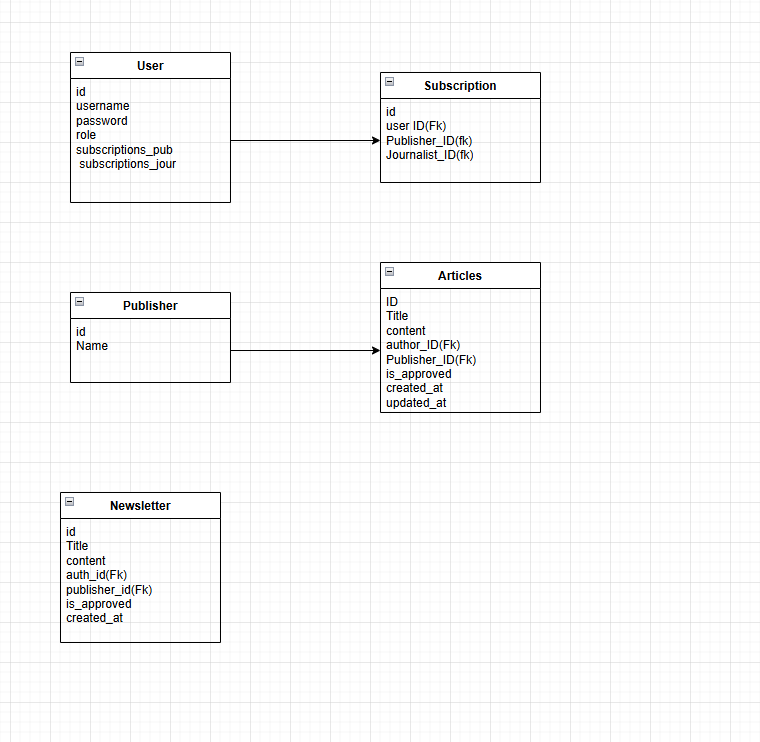 User
id
username
password
role
subscriptions_pub
subscriptions_jour
Subscription
id
user ID(Fk)
Publisher_ID(fk)
Journalist_ID(fk)
Publisher
id
Name
Articles
ID
Title
content
author_ID(Fk)
Publisher_ID(Fk)
is_approved
created_at
updated_at
Newsletter
id
Title
content
auth_id(Fk)
publisher_id(Fk)
is_approved
created_at